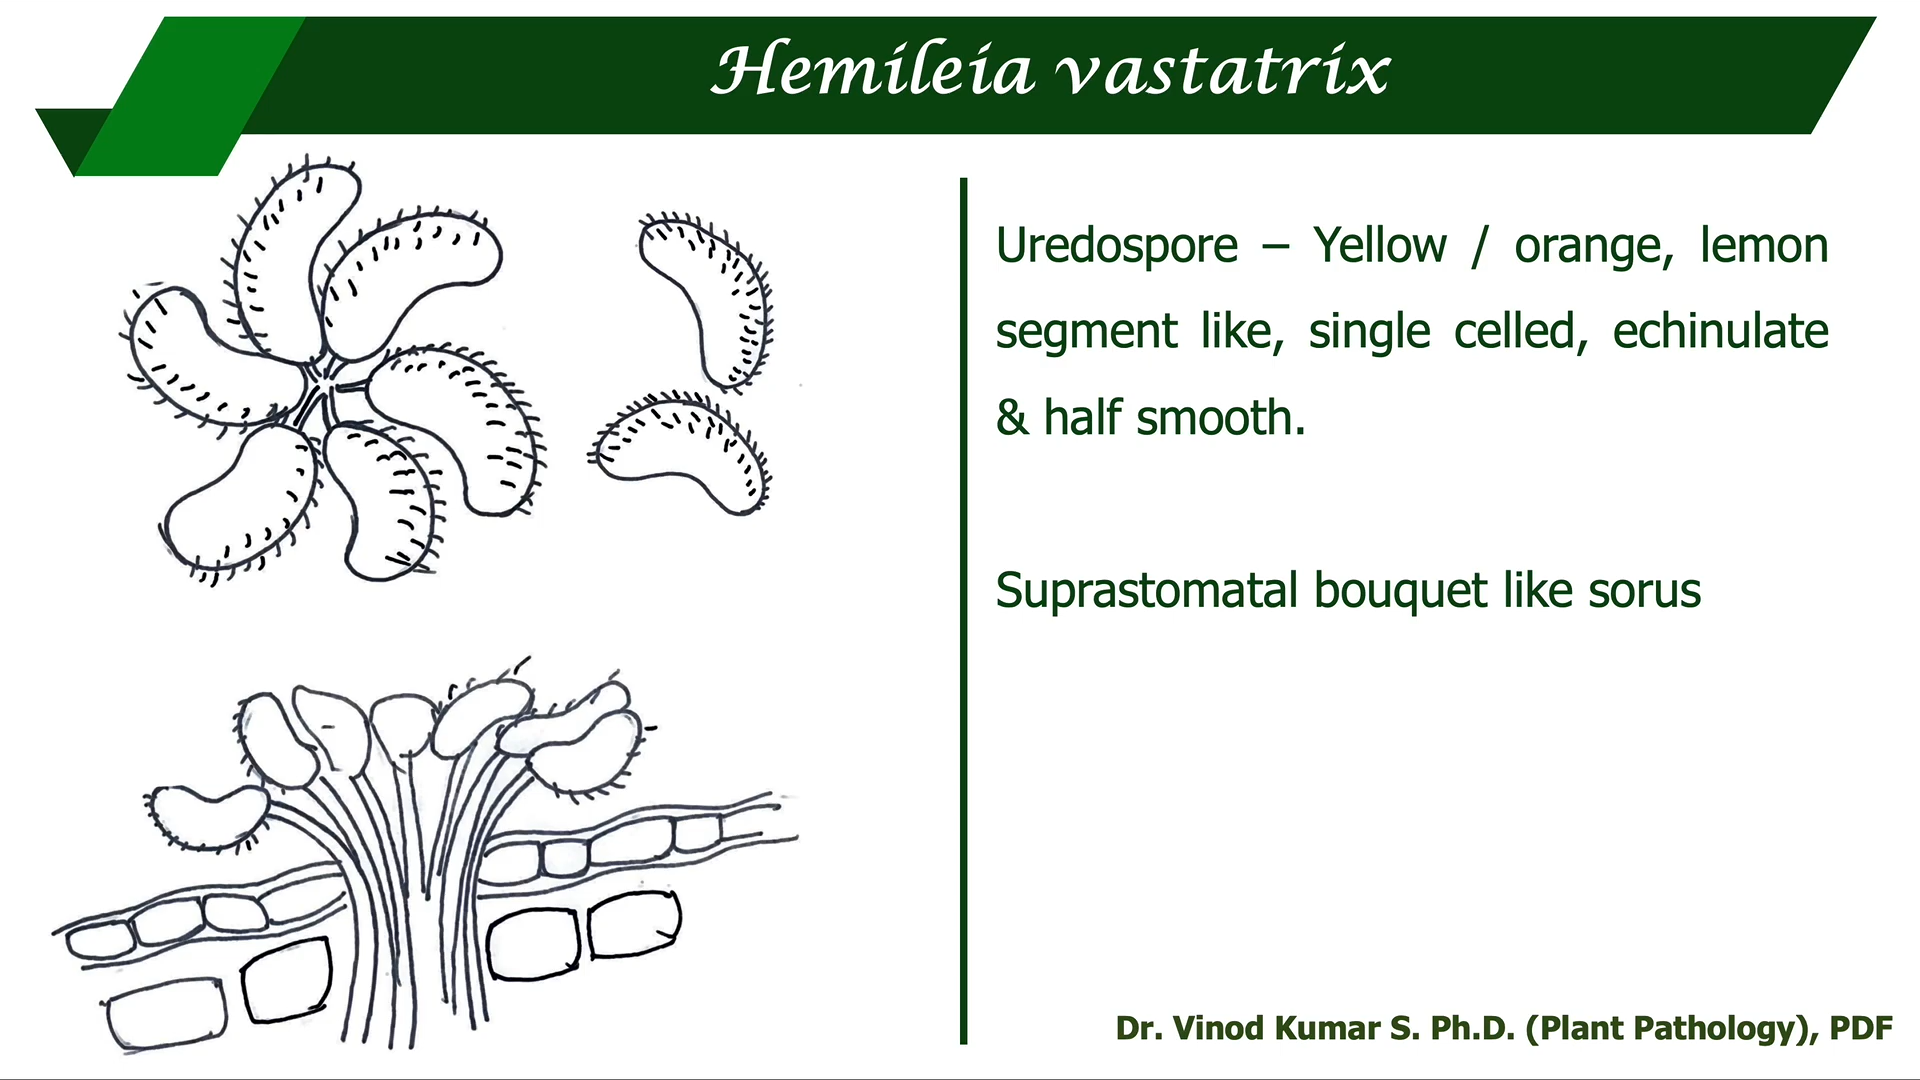 Hemileia vastatrix
Uredospore – Yellow / orange, lemon
segment like, single celled, echinulate
& half smooth.
Suprastomatal bouquet like sorus
Dr. Vinod Kumar S. Ph.D. (Plant Pathology), PDF